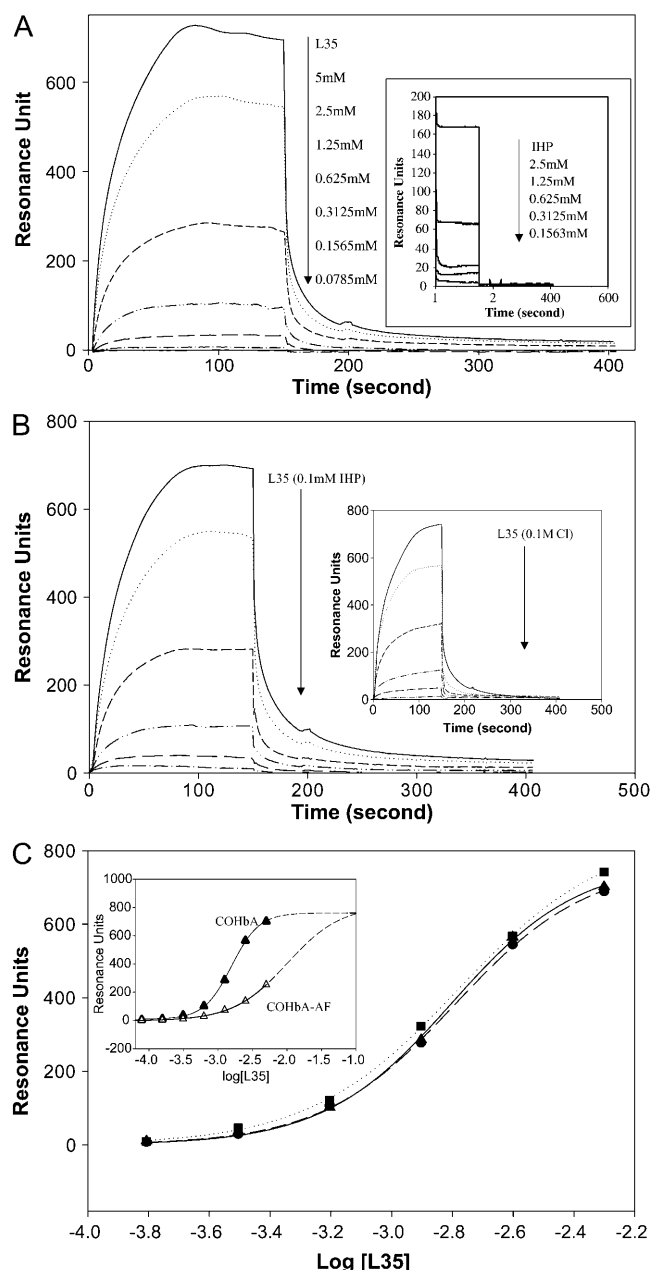 A
Resonance Unit
600
400
200
0
0 100 200 300 400
Time (second)
L35
5mM
2.5mM
1.25mM
0.625mM
0.3125mM
0.1565mM
0.0785mM
Resonance Units
200
180
160
140
120
100
80
60
40
20
0
1 2 400 600
Time (second)
IHP
2.5mM
1.25mM
0.625mM
0.3125mM
0.1563mM
B
Resonance Units
800
600
400
200
0
0 100 200 300 400 500
Time (second)
L35 (0.1mM IHP)
Resonance Units
800
600
400
200
0
0 100 200 300 400 500
Time (second)
L35 (0.1M Cl)
C
Resonance Units
800
600
400
200
0
-4.0 -3.8 -3.6 -3.4 -3.2 -3.0 -2.8 -2.6 -2.4 -2.2
Log [L35]
Resonance Units
1000
800
600
400
200
0
-200
-4.0 -3.5 -3.0 -2.5 -2.0 -1.5 -1.0
log[L35]
COHbA
COHbA-AF